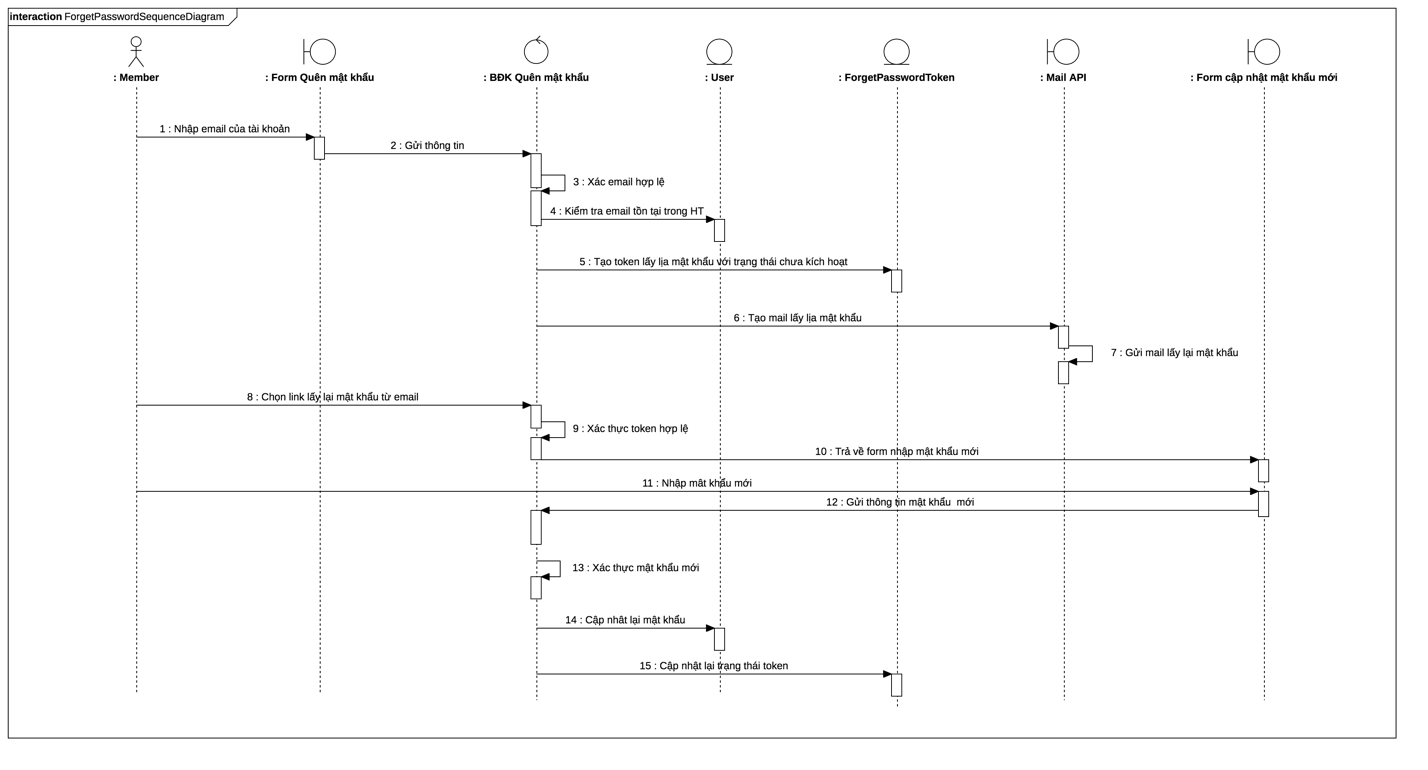 interaction ForgetPasswordSequenceDiagram
: Member
: Form Quên mật khẩu
: BĐK Quên mật khẩu
: User
: ForgetPasswordToken
: Mail API
: Form cập nhật mật khẩu mới
1 : Nhập email của tài khoản
2 : Gửi thông tin
3 : Xác email hợp lệ
4 : Kiểm tra email tồn tại trong HT
5 : Tạo token lấy lịa mật khẩu với trạng thái chưa kích hoạt
6 : Tạo mail lấy lịa mật khẩu
7 : Gửi mail lấy lại mật khẩu
8 : Chọn link lấy lại mật khẩu từ email
9 : Xác thực token hợp lệ
10 : Trả về form nhập mật khẩu mới
11 : Nhập mât khẩu mới
12 : Gửi thông tin mật khẩu  mới
13 : Xác thực mật khẩu mới
14 : Cập nhât lại mật khẩu
15 : Cập nhật lại trạng thái token